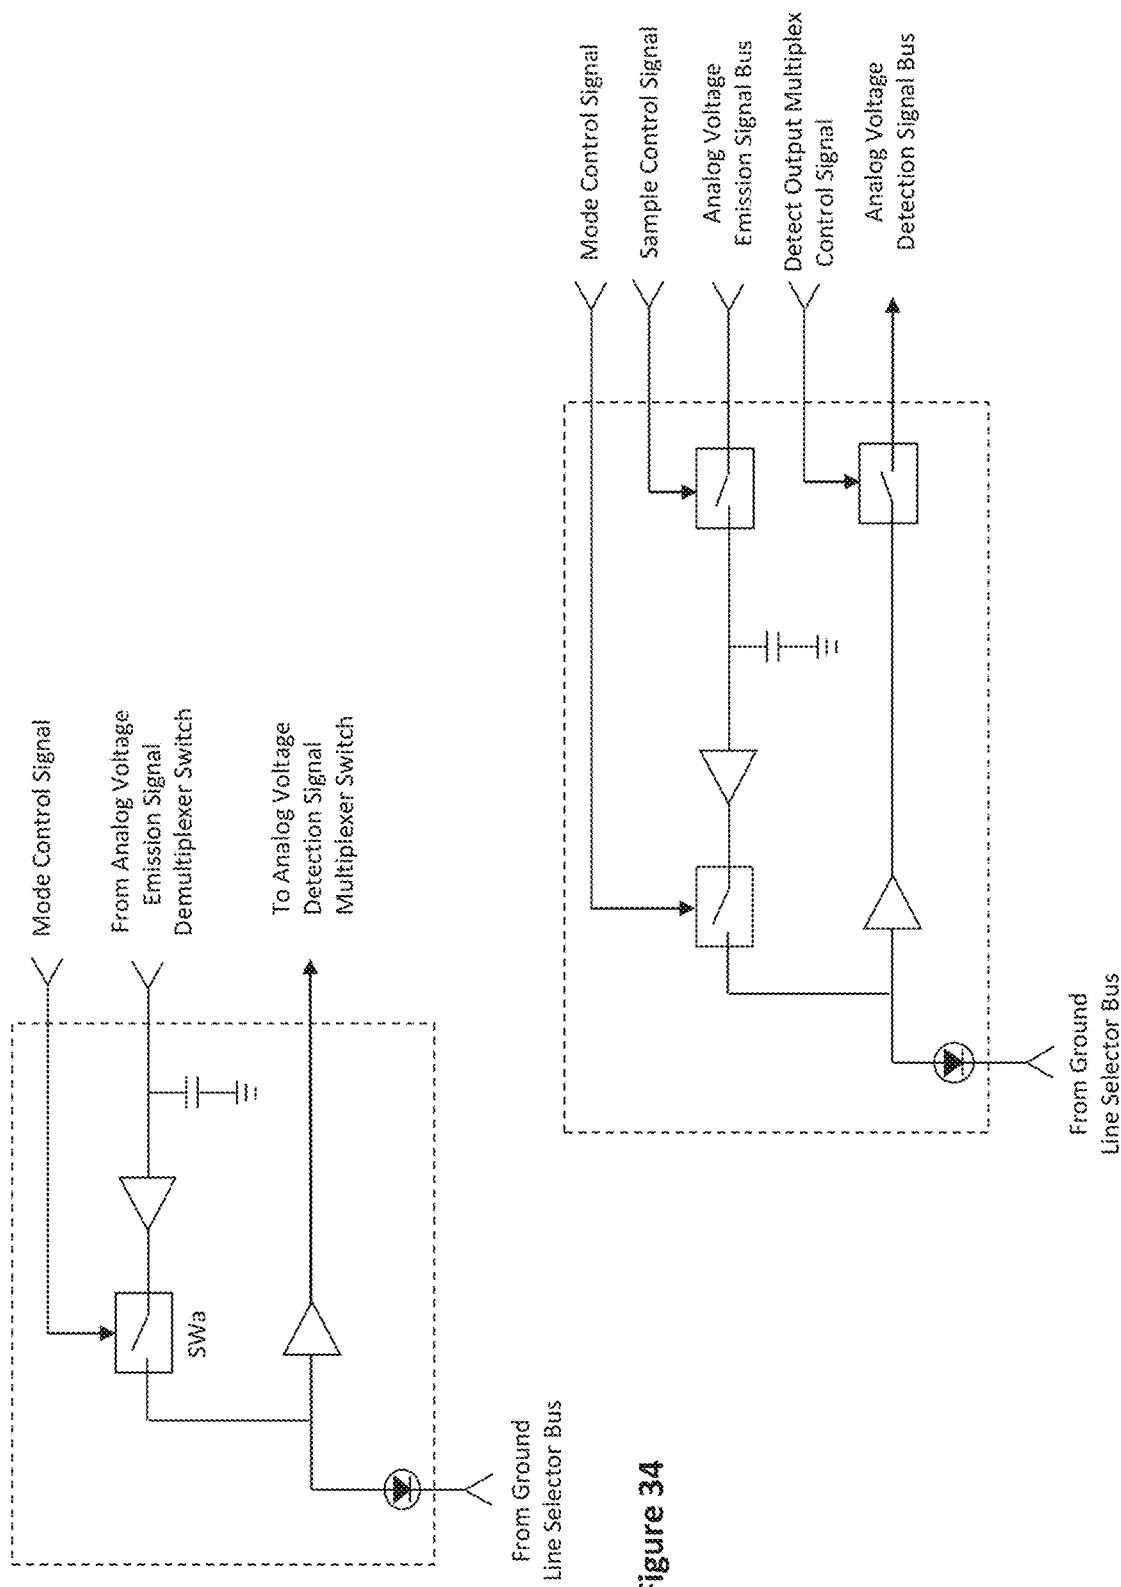 Mode Control Signal
From Analog Voltage
Emission Signal
Demultiplexer Switch
To Analog Voltage
Detection Signal
Multiplexer Switch
SWa
From Ground
Line Selector Bus
Mode Control Signal
Sample Control Signal
Analog Voltage
Emission Signal Bus
Detect Output Multiplex
Control Signal
Analog Voltage
Detection Signal Bus
From Ground
Line Selector Bus
Figure 34